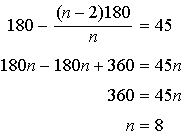 180 − (n−2)180/n = 45
180n − 180n + 360 = 45n
360 = 45n
n = 8